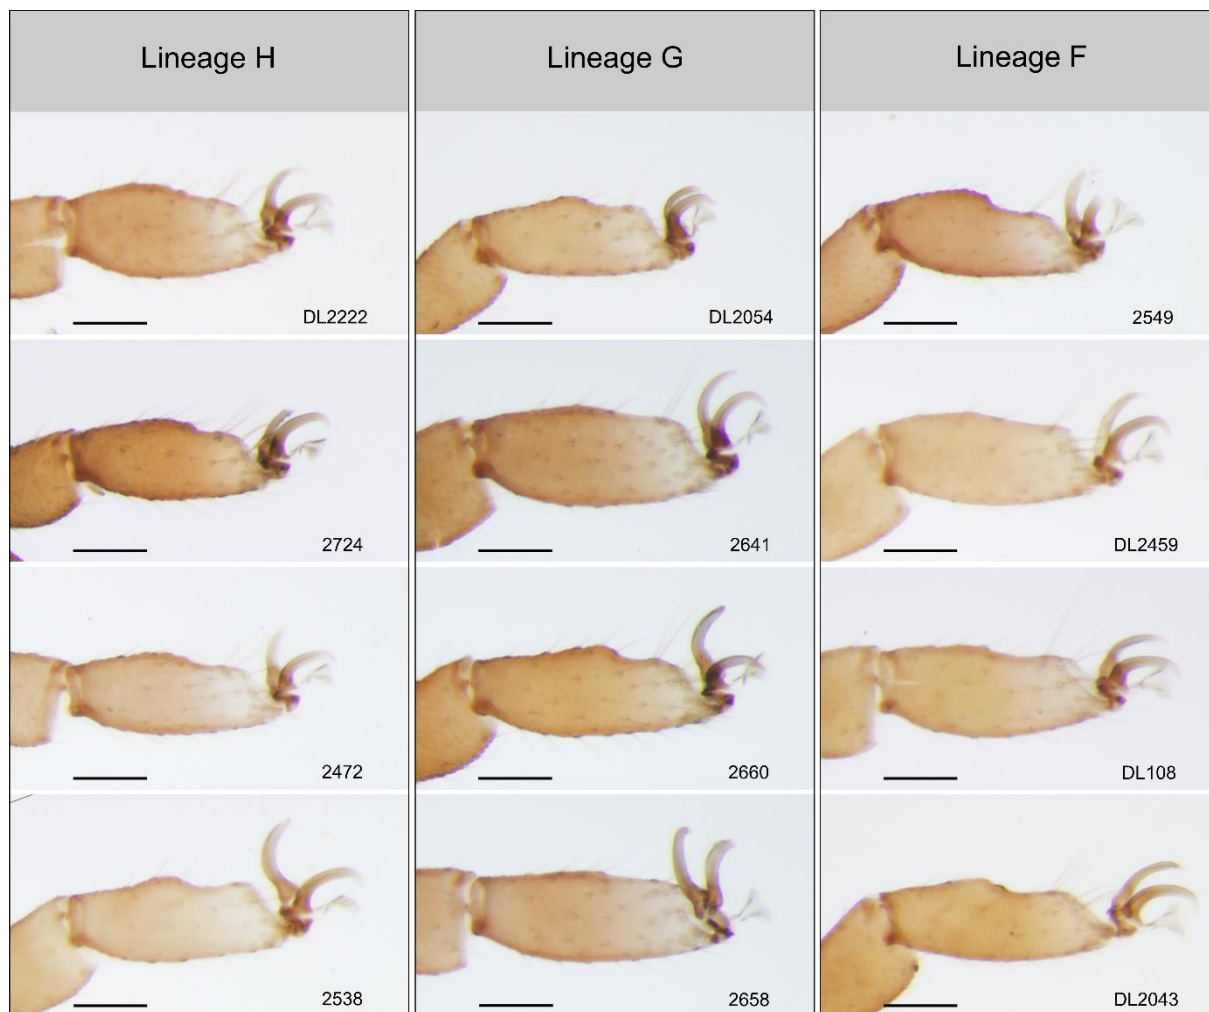 Lineage H
Lineage G
Lineage F
DL2222
DL2054
2549
2724
2641
DL2459
2472
2660
DL108
2538
2658
DL2043